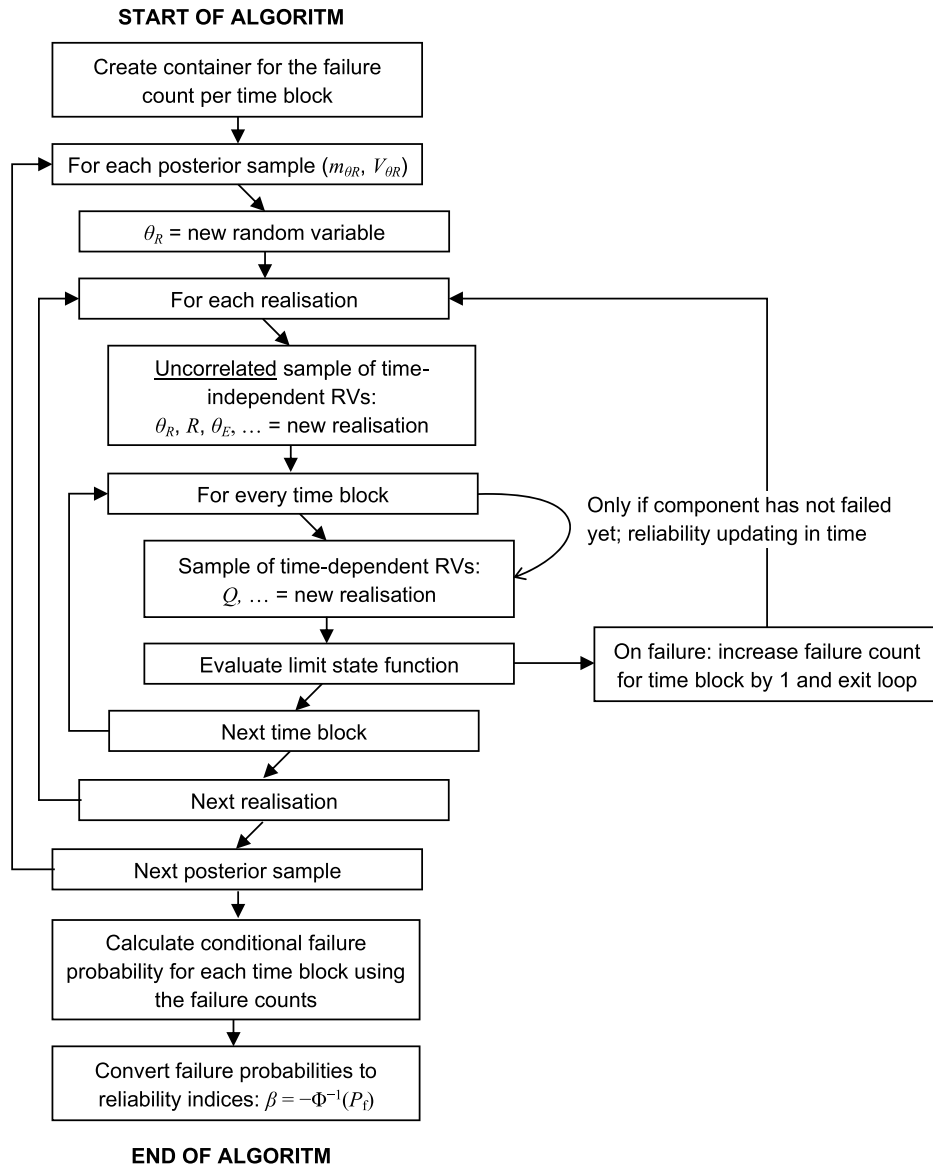 START OF ALGORITM
Create container for the failure
count per time block
For each posterior sample (mθR, VθR)
θR = new random variable
For each realisation
Uncorrelated sample of time-
independent RVs:
θR, R, θE, … = new realisation
For every time block
Only if component has not failed
yet; reliability updating in time
Sample of time-dependent RVs:
Q, … = new realisation
Evaluate limit state function
On failure: increase failure count
for time block by 1 and exit loop
Next time block
Next realisation
Next posterior sample
Calculate conditional failure
probability for each time block using
the failure counts
Convert failure probabilities to
reliability indices: β = −Φ⁻¹(Pf)
END OF ALGORITM